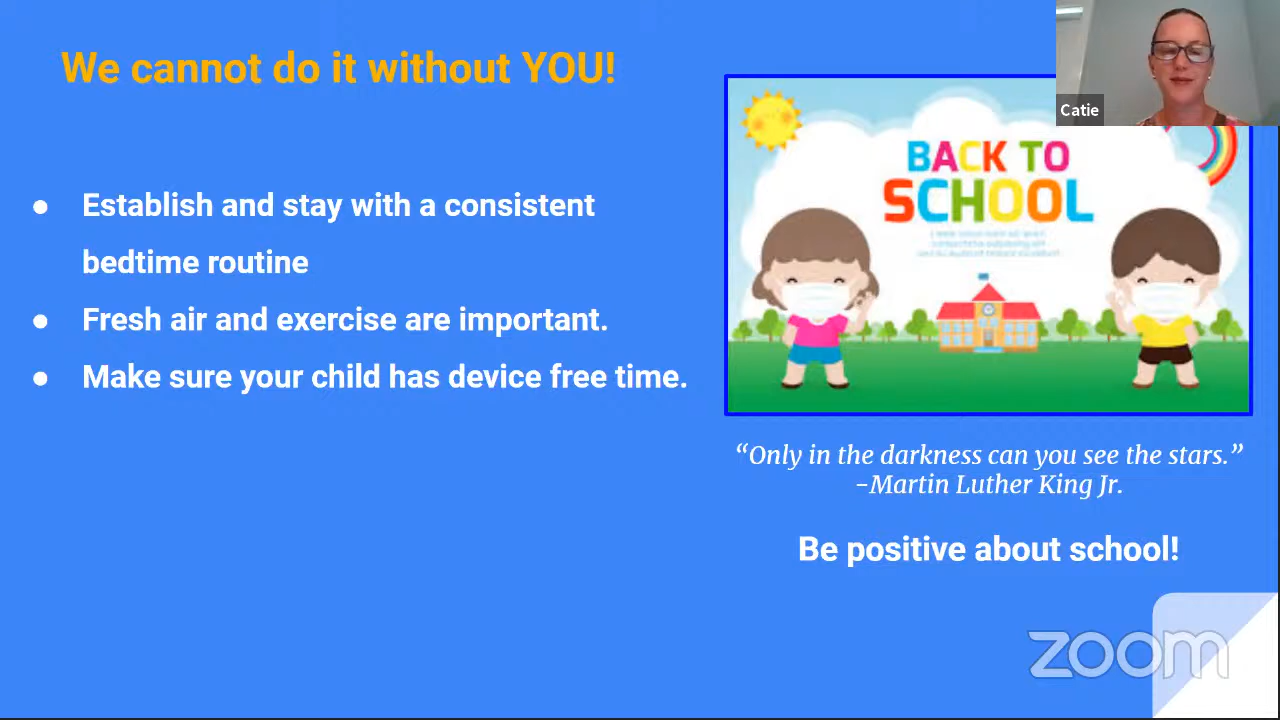 We cannot do it without YOU!
● Establish and stay with a consistent
bedtime routine
● Fresh air and exercise are important.
● Make sure your child has device free time.
Catie
BACK TO
SCHOOL
“Only in the darkness can you see the stars.”
-Martin Luther King Jr.
Be positive about school!
zoom